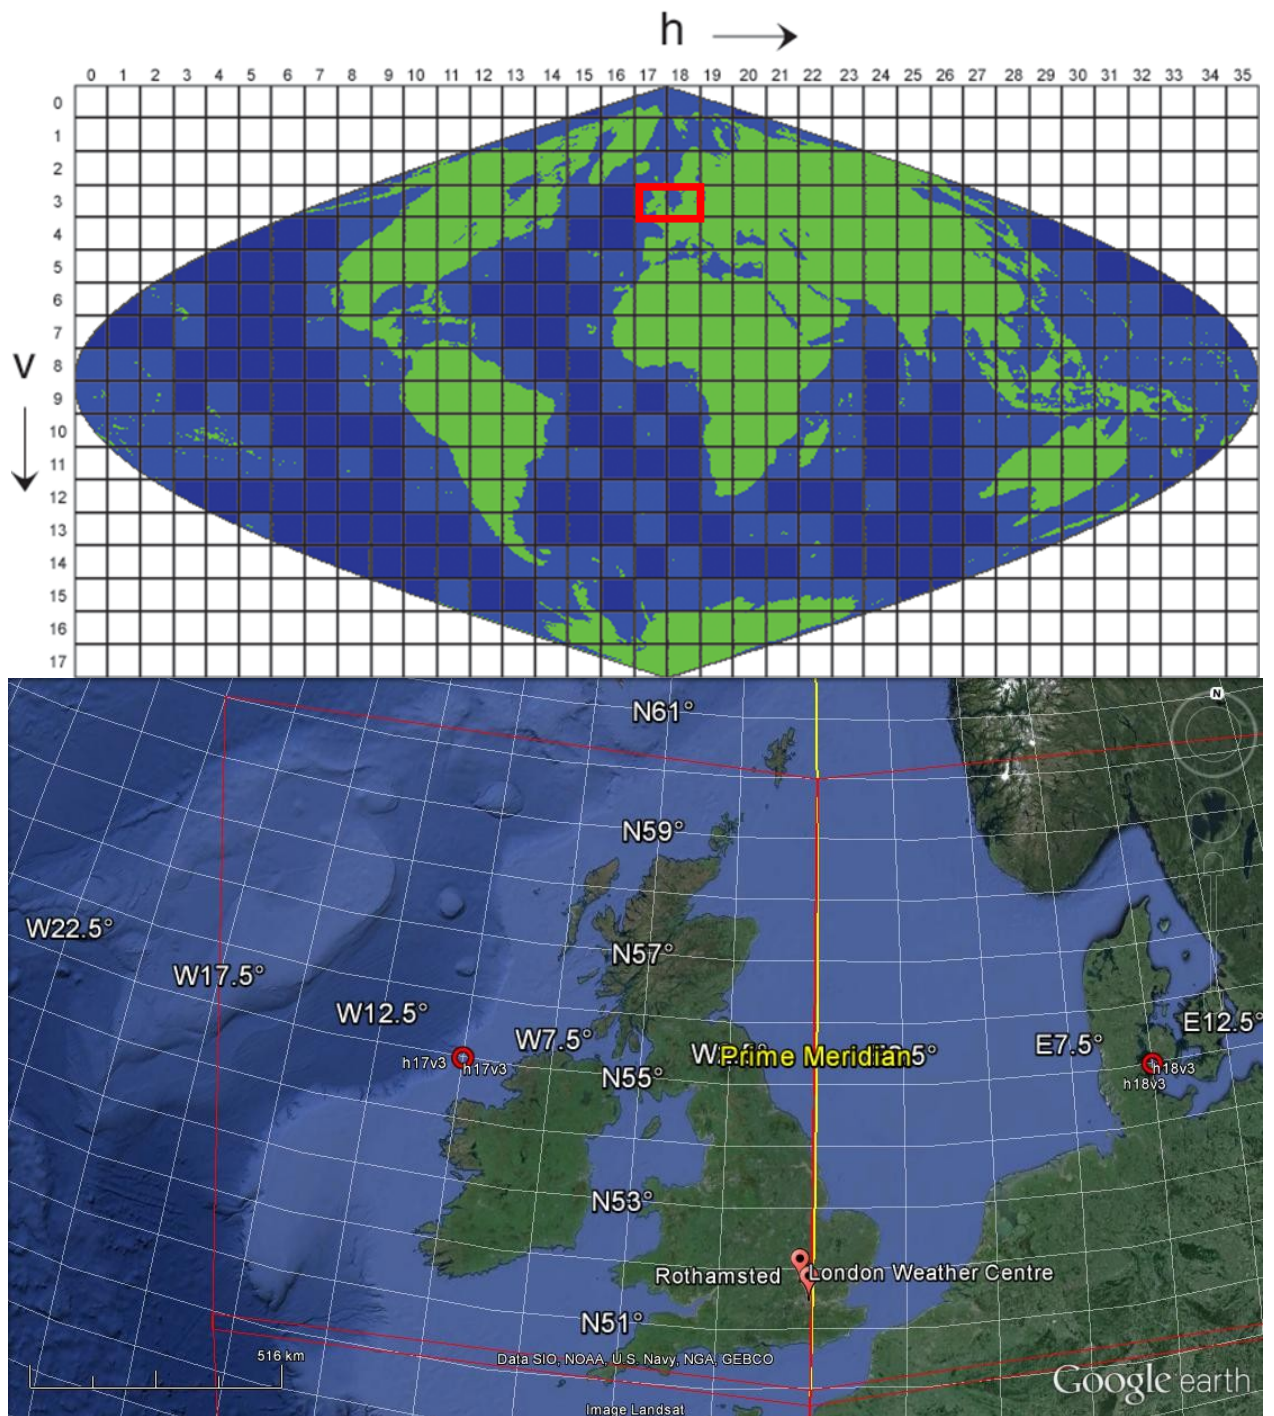 h
0 1 2 3 4 5 6 7 8 9 10 11 12 13 14 15 16 17 18 19 20 21 22 23 24 25 26 27 28 29 30 31 32 33 34 35
0
1
2
3
4
5
6
7
v
8
9
10
11
12
13
14
15
16
17
N
N61°
N59°
W22.5°
N57°
W17.5°
W12.5°
W7.5°
Prime Meridian
E7.5°
E12.5°
h17v3
h17v3
N55°
h18v3
h18v3
N53°
Rothamsted
London Weather Centre
N51°
516 km
Data SIO, NOAA, U.S. Navy, NGA, GEBCO
Google earth
Image Landsat